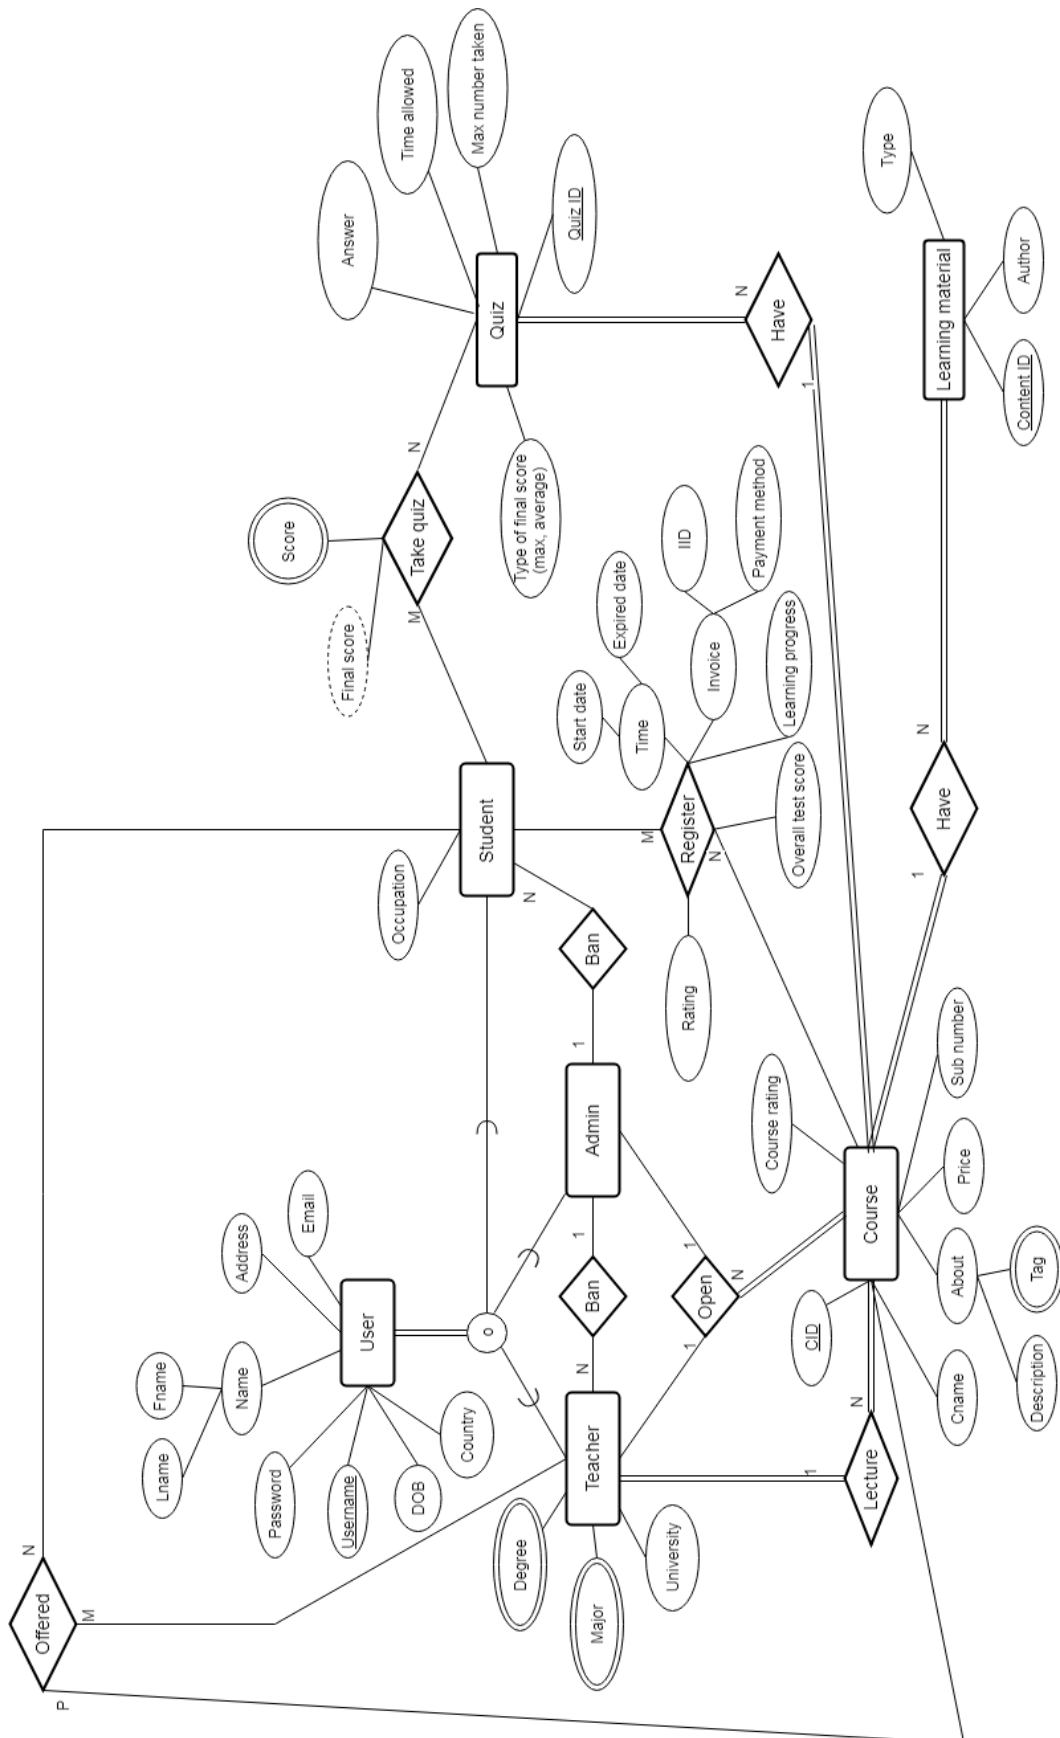 Offered
N
M
P
Lname
Fname
Name
Address
Email
Password
Username
DOB
Country
User
o
Degree
Major
University
Teacher
N
Ban
1
Admin
1
Ban
N
Occupation
Student
M
Take quiz
N
Final score
Score
Answer
Time allowed
Max number taken
Quiz ID
Quiz
Type of final score
(max, average)
M
Register
N
Rating
Start date
Expired date
Time
Invoice
IID
Payment method
Learning progress
Overall test score
1
Open
1
N
1
Lecture
N
CID
Cname
About
Description
Tag
Price
Sub number
Course rating
Course
1
Have
N
1
Have
N
Learning material
Type
Content ID
Author